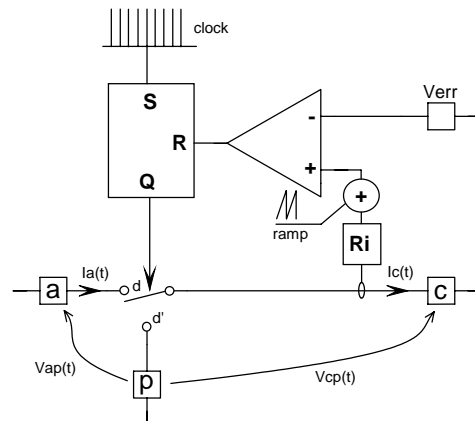 clock
S
R
Q
Verr
-
+
+
ramp
Ri
Ia(t)
Ic(t)
a
d
c
d'
p
Vap(t)
Vcp(t)